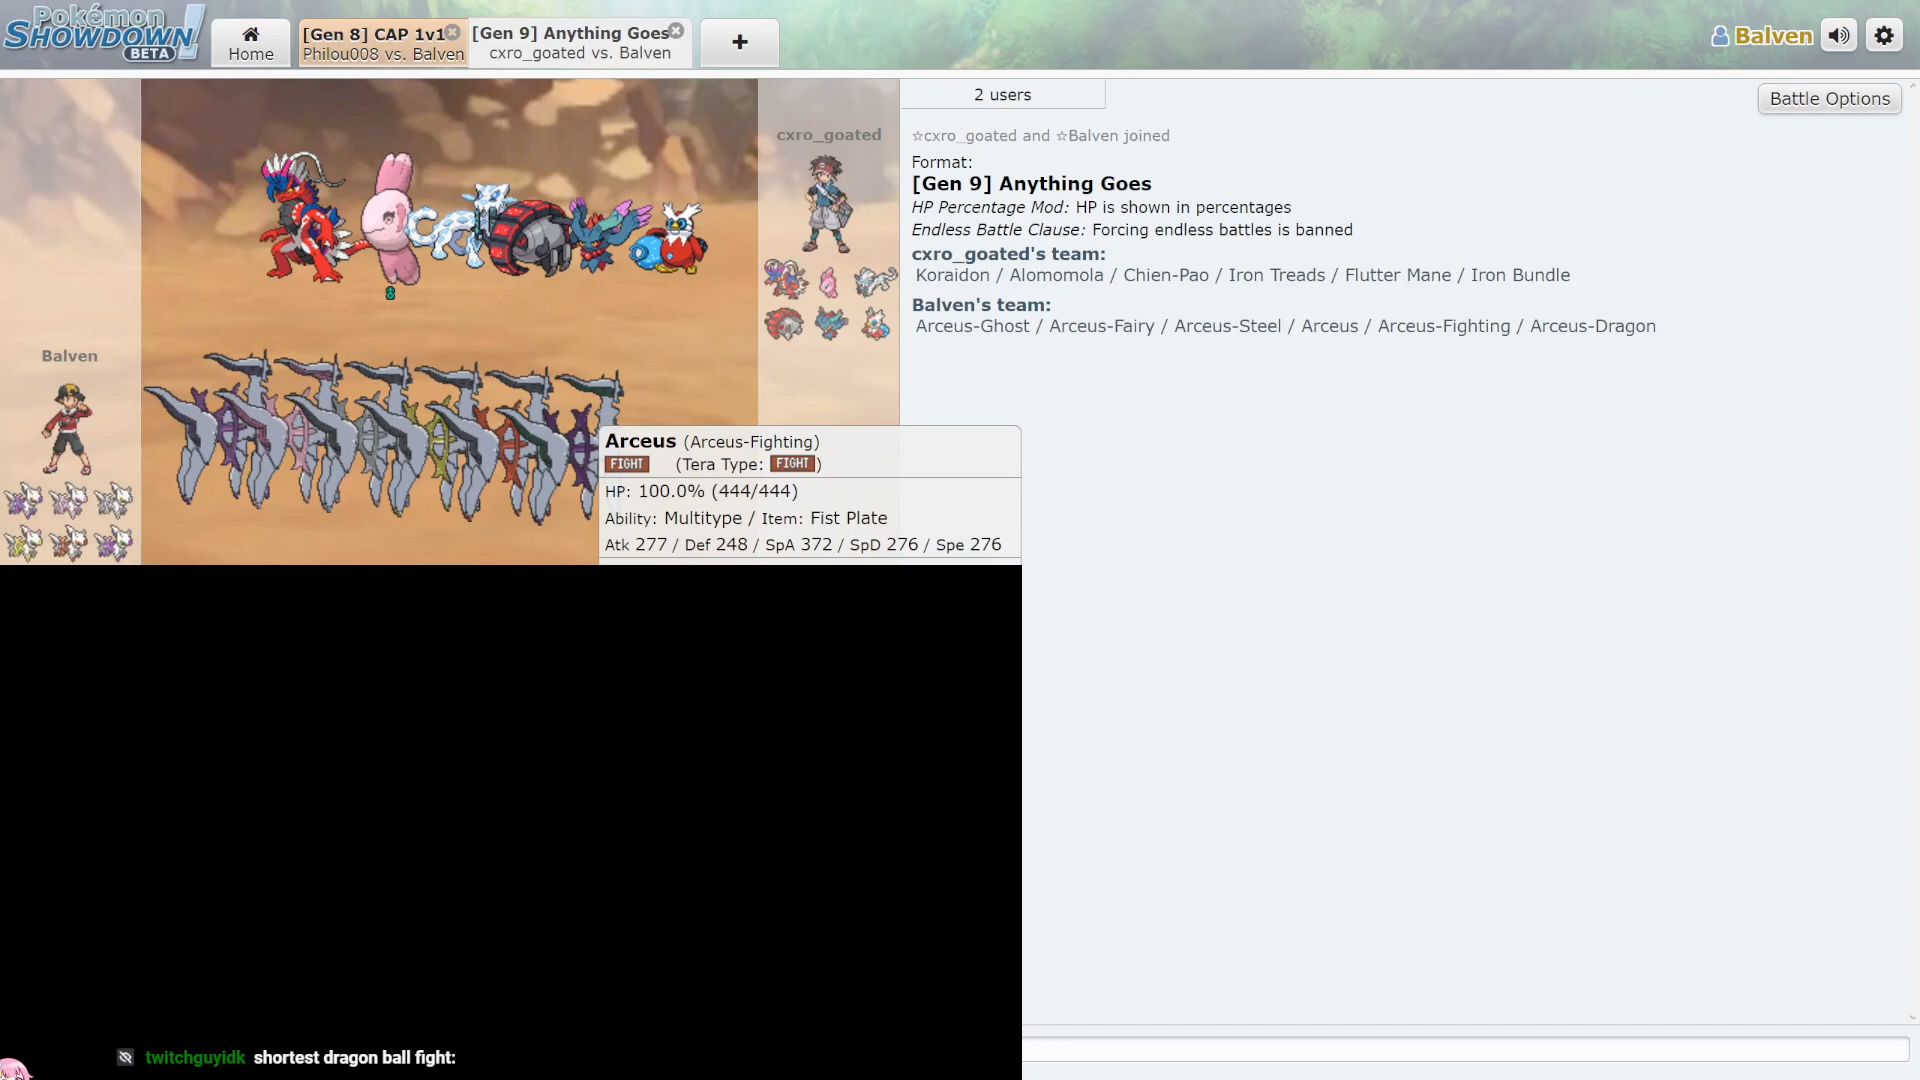 Pokémon
SHOWDOWN!
BETA
Home
[Gen 8] CAP 1v1
Philou008 vs. Balven
[Gen 9] Anything Goes
cxro_goated vs. Balven
+
Balven
2 users
Battle Options
☆cxro_goated and ☆Balven joined
Format:
[Gen 9] Anything Goes
HP Percentage Mod: HP is shown in percentages
Endless Battle Clause: Forcing endless battles is banned
cxro_goated's team:
Koraidon / Alomomola / Chien-Pao / Iron Treads / Flutter Mane / Iron Bundle
Balven's team:
Arceus-Ghost / Arceus-Fairy / Arceus-Steel / Arceus / Arceus-Fighting / Arceus-Dragon
cxro_goated
Balven
Arceus (Arceus-Fighting)
FIGHT (Tera Type: FIGHT)
HP: 100.0% (444/444)
Ability: Multitype / Item: Fist Plate
Atk 277 / Def 248 / SpA 372 / SpD 276 / Spe 276
twitchguyidk shortest dragon ball fight: